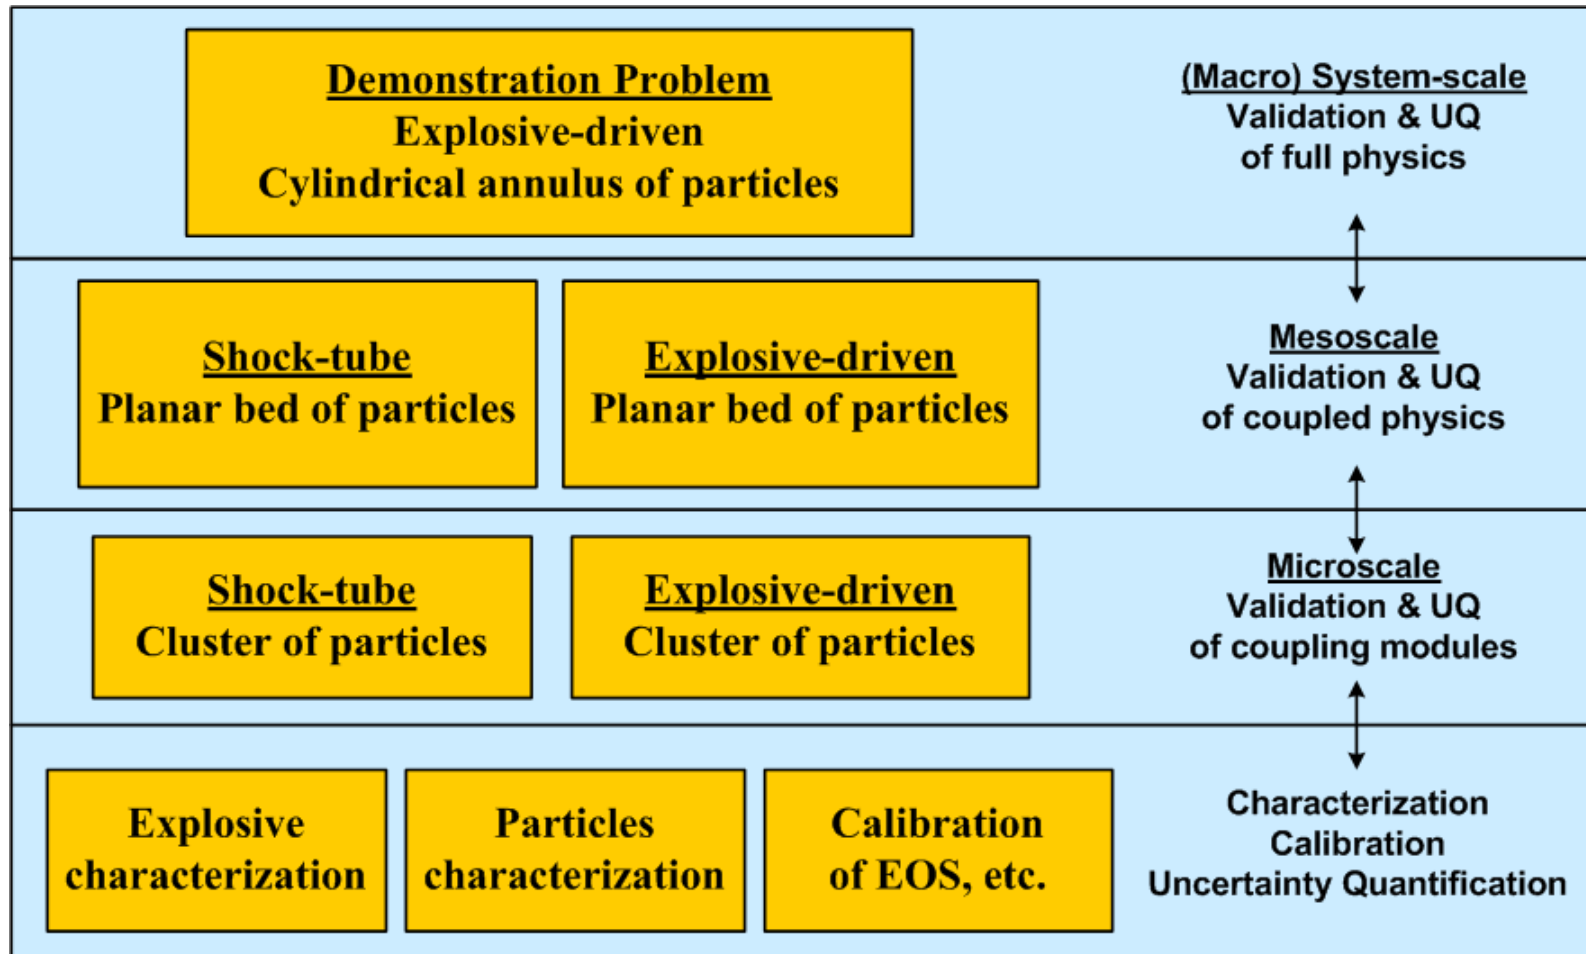 Demonstration Problem
Explosive-driven
Cylindrical annulus of particles
(Macro) System-scale
Validation & UQ
of full physics
Shock-tube
Planar bed of particles
Explosive-driven
Planar bed of particles
Mesoscale
Validation & UQ
of coupled physics
Shock-tube
Cluster of particles
Explosive-driven
Cluster of particles
Microscale
Validation & UQ
of coupling modules
Explosive
characterization
Particles
characterization
Calibration
of EOS, etc.
Characterization
Calibration
Uncertainty Quantification